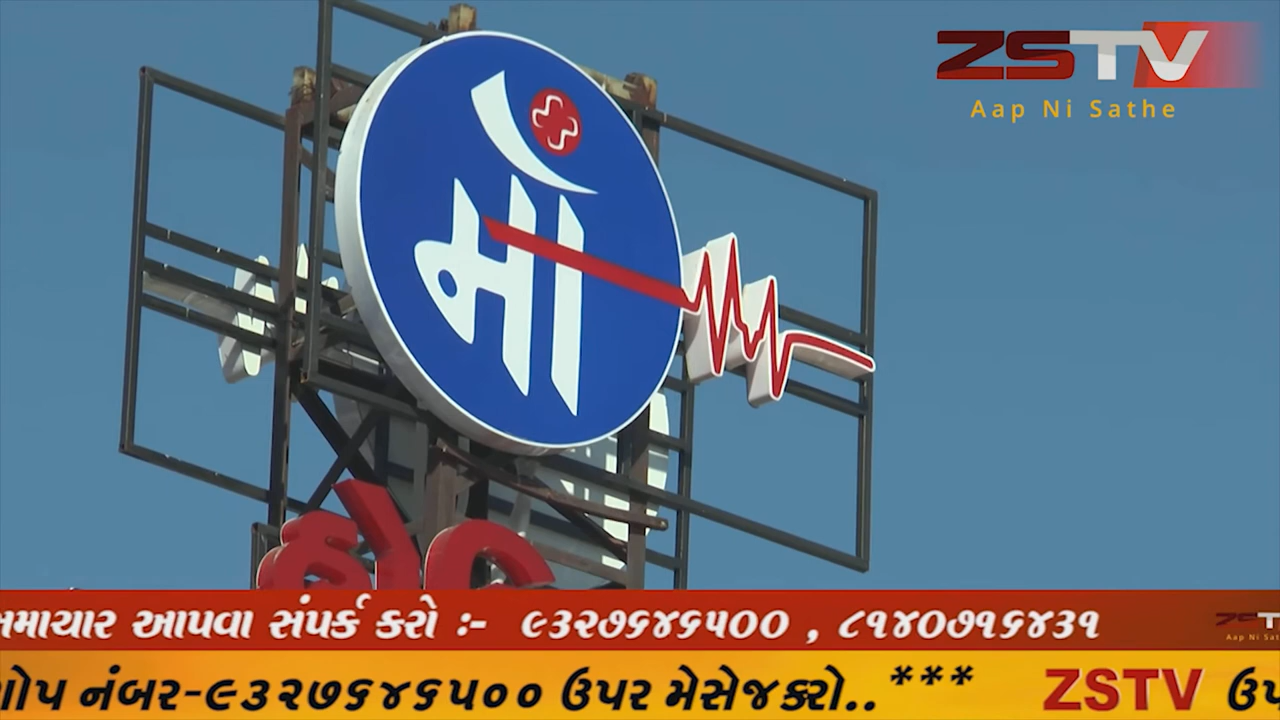 ZSTV
Aap Ni Sathe
માઁ
સમાચાર આપવા સંપર્ક કરો :- ૯૩૨૭૬૪૬૫૦૦ , ૮૧૪૦૭૧૬૪૩૧
નંબર-૯૩૨૭૬૪૬૫૦૦ ઉપર મેસેજ કરો.. *** ZSTV